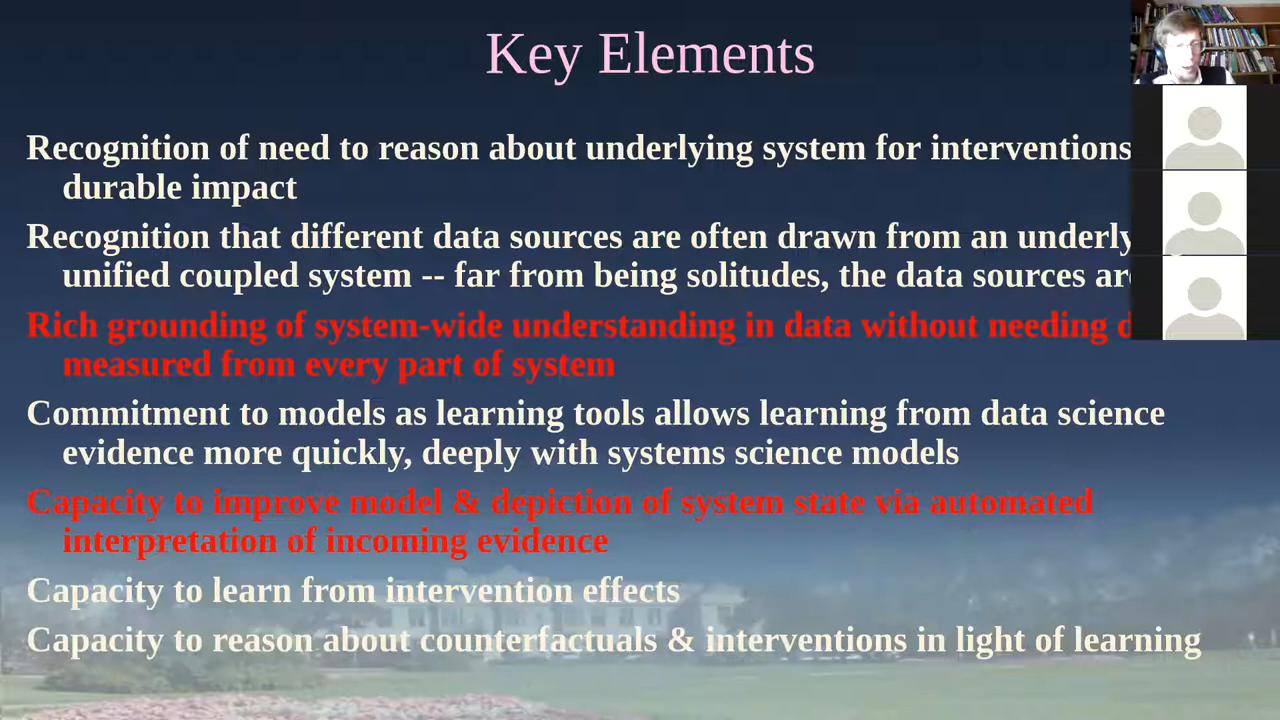 Key Elements
Recognition of need to reason about underlying system for interventions
durable impact
Recognition that different data sources are often drawn from an
unified coupled system -- far from being solitudes, the data sources
Rich grounding of system-wide understanding in data without needing
measured from every part of system
Commitment to models as learning tools allows learning from data science
evidence more quickly, deeply with systems science models
Capacity to improve model & depiction of system state via automated
interpretation of incoming evidence
Capacity to learn from intervention effects
Capacity to reason about counterfactuals & interventions in light of learning